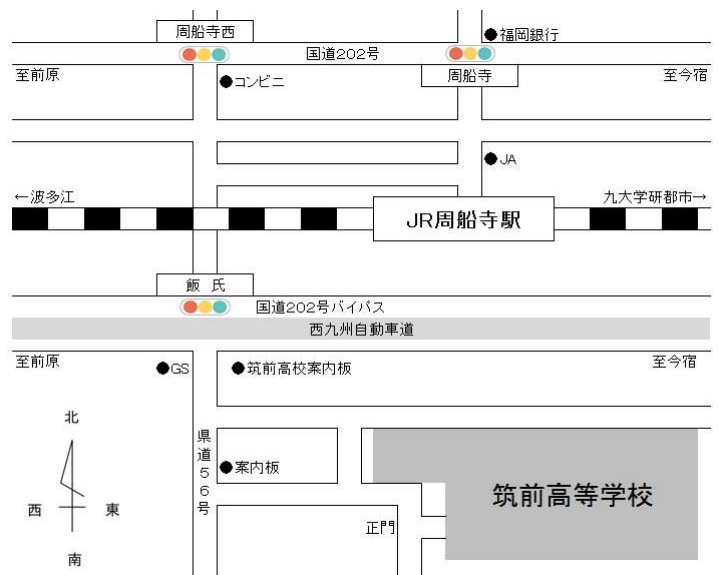 周船寺西
●福岡銀行
国道202号
至前原
●コンビニ
周船寺
至今宿
●JA
←波多江
九大学研都市→
JR周船寺駅
飯 氏
国道202号バイパス
西九州自動車道
至前原
●GS
●筑前高校案内板
至今宿
北
県道56号
●案内板
筑前高等学校
西
東
正門
南